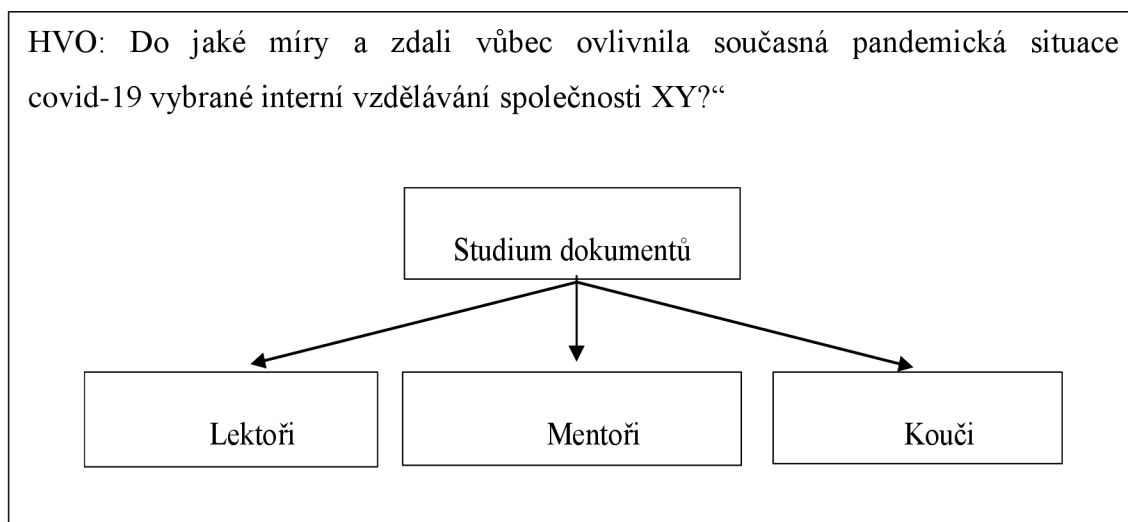 HVO: Do jaké míry a zdali vůbec ovlivnila současná pandemická situace
covid-19 vybrané interní vzdělávání společnosti XY?“
Studium dokumentů
Lektoři
Mentoři
Kouči